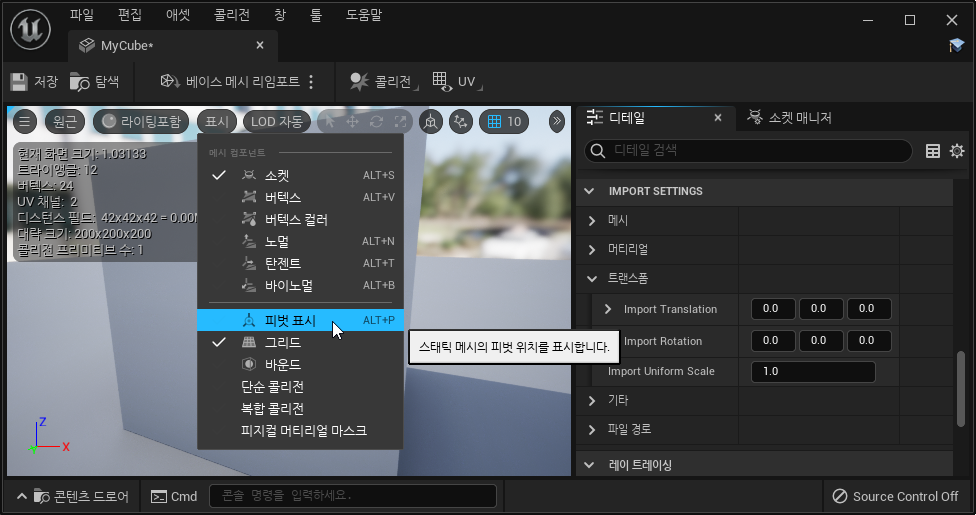 파일 편집 애셋 콜리전 창 툴 도움말
MyCube*
저장 탐색 베이스 메시 리임포트 콜리전 UV
원근 라이팅포함 표시 LOD 자동 10
현재 화면 크기: 1.03133
트라이앵글: 12
버텍스: 24
UV 채널: 2
디스턴스 필드: 42x42x42 = 0.00
대략 크기: 200x200x200
콜리전 프리미티브 수: 1
메시 컴포넌트
소켓 ALT+S
버텍스 ALT+V
버텍스 컬러
노멀 ALT+N
탄젠트 ALT+T
바이노멀 ALT+B
피벗 표시 ALT+P
그리드
바운드
단순 콜리전
복합 콜리전
피지컬 머티리얼 마스크
스태틱 메시의 피벗 위치를 표시합니다.
Z
X
디테일 소켓 매니저
디테일 검색
IMPORT SETTINGS
메시
머티리얼
트랜스폼
Import Translation 0.0 0.0 0.0
Import Rotation 0.0 0.0 0.0
Import Uniform Scale 1.0
기타
파일 경로
레이 트레이싱
콘텐츠 드로어 Cmd 콘솔 명령을 입력하세요. Source Control Off